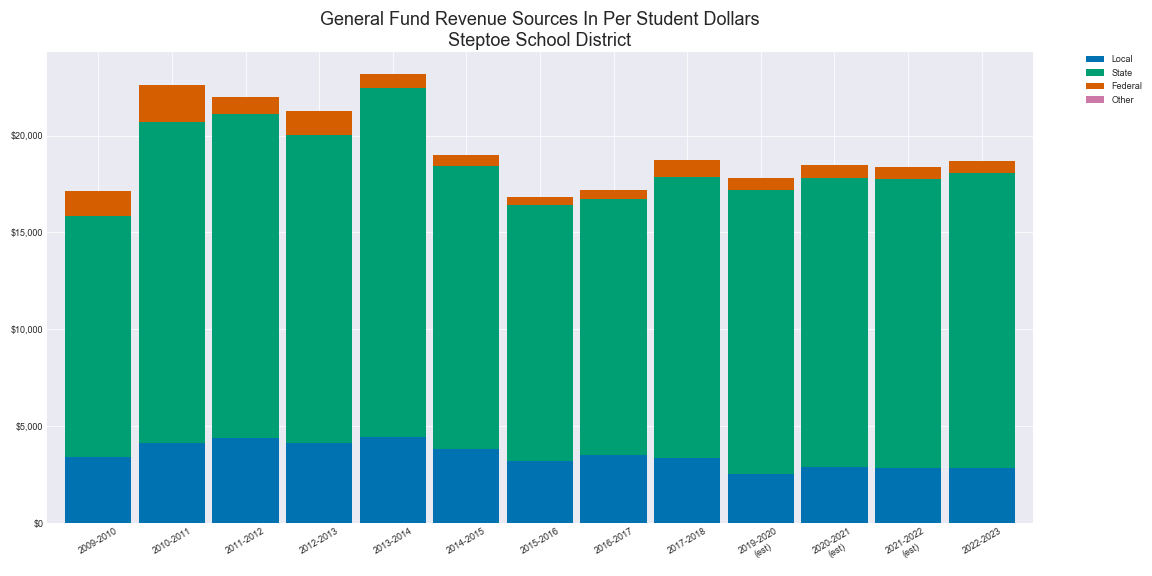 General Fund Revenue Sources In Per Student Dollars
Steptoe School District
Local
State
Federal
Other
$20,000
$15,000
$10,000
$5,000
$0
2009-2010
2010-2011
2011-2012
2012-2013
2013-2014
2014-2015
2015-2016
2016-2017
2017-2018
2019-2020
(est)
2020-2021
(est)
2021-2022
(est)
2022-2023